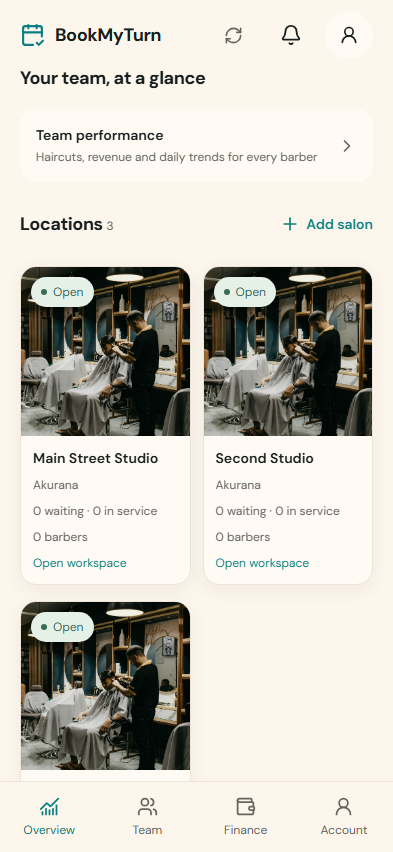 BookMyTurn
Your team, at a glance
Team performance
Haircuts, revenue and daily trends for every barber
Locations 3
+ Add salon
Open
Open
Main Street Studio
Second Studio
Akurana
Akurana
0 waiting · 0 in service
0 waiting · 0 in service
0 barbers
0 barbers
Open workspace
Open workspace
Open
Overview
Team
Finance
Account